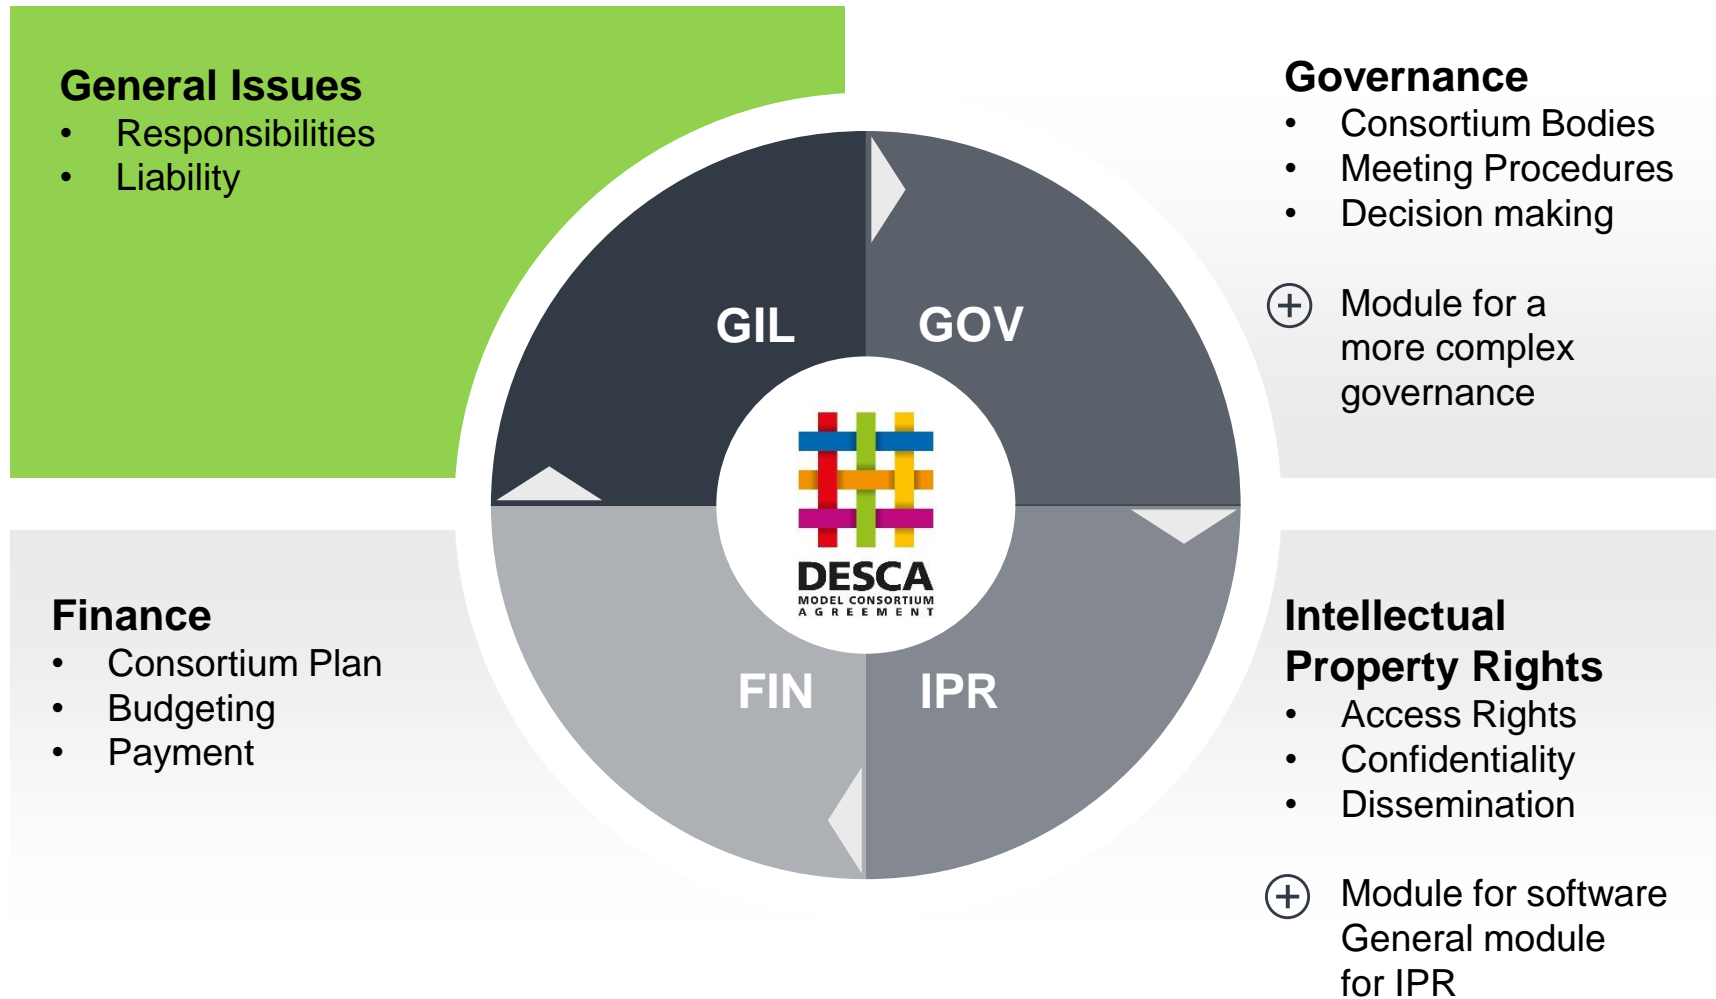 General Issues
• Responsibilities
• Liability
Governance
• Consortium Bodies
• Meeting Procedures
• Decision making
+ Module for a
more complex
governance
GIL
GOV
DESCA
MODEL CONSORTIUM
AGREEMENT
FIN
IPR
Finance
• Consortium Plan
• Budgeting
• Payment
Intellectual
Property Rights
• Access Rights
• Confidentiality
• Dissemination
+ Module for software
General module
for IPR